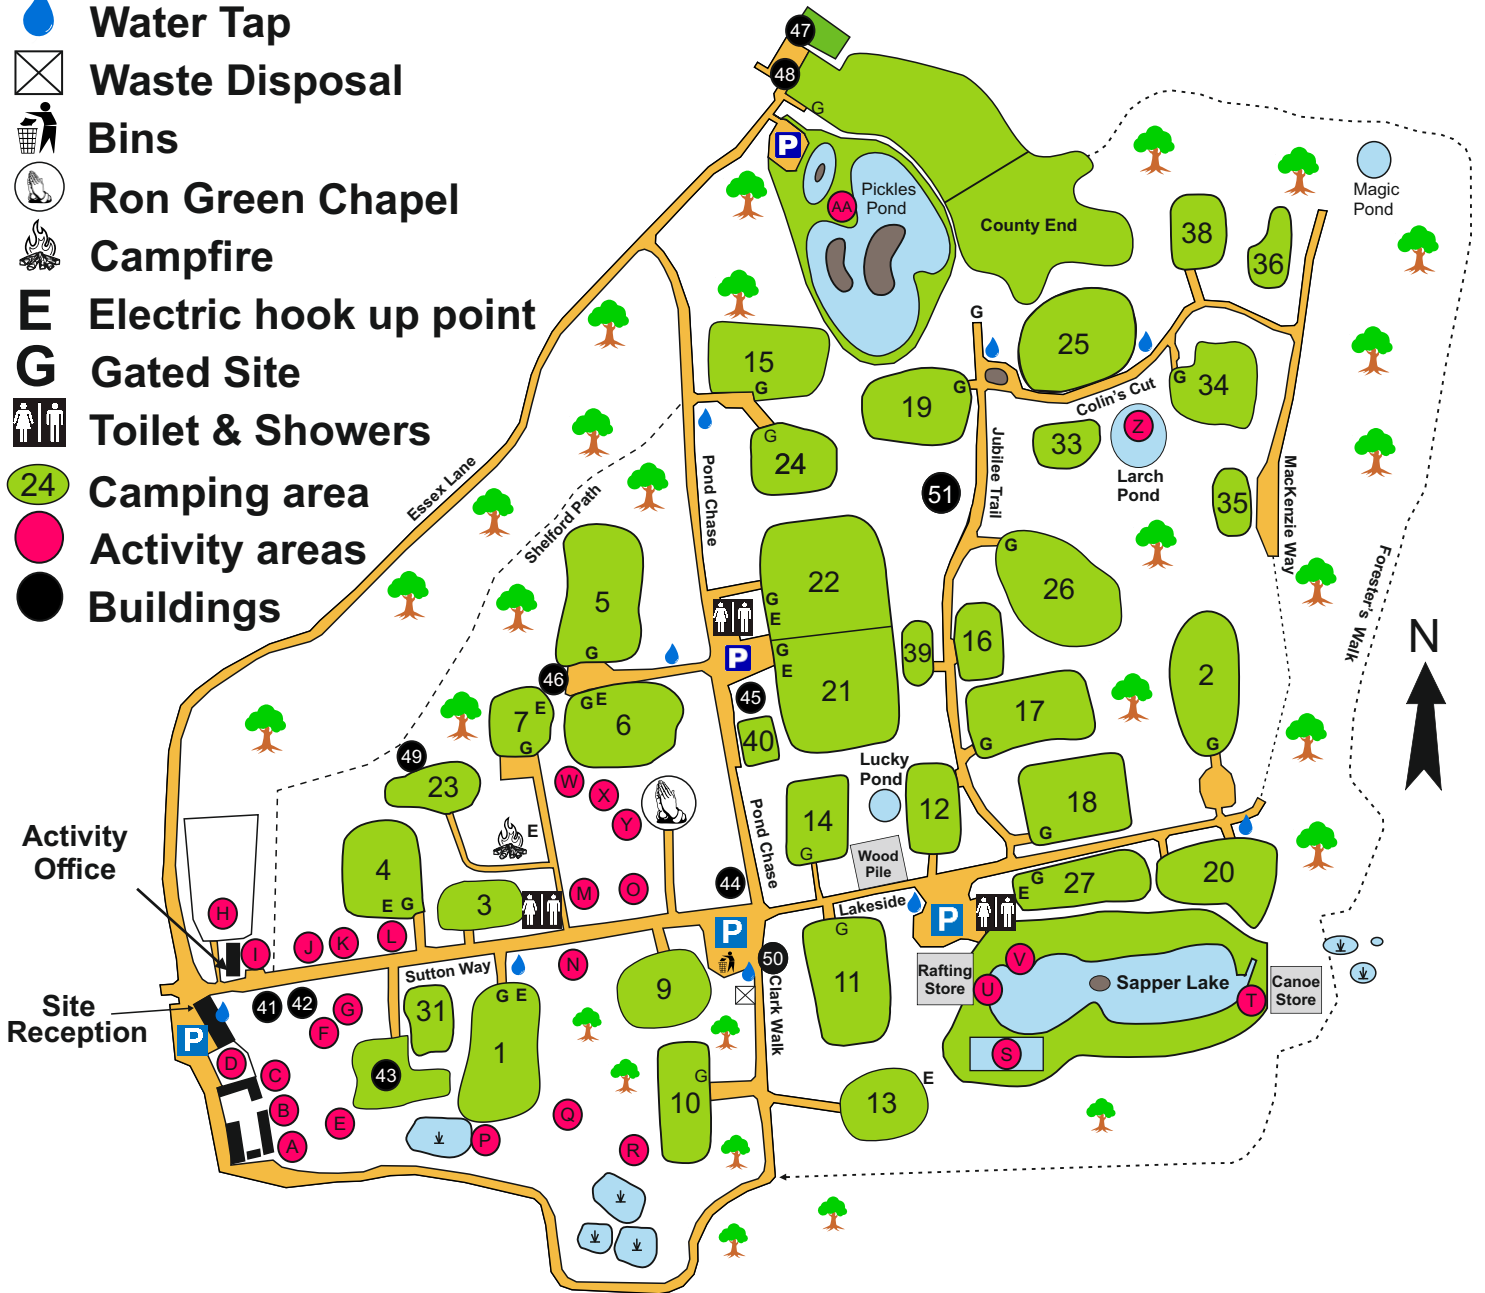 Water Tap
Waste Disposal
Bins
Ron Green Chapel
Campfire
E Electric hook up point
G Gated Site
Toilet & Showers
24 Camping area
Activity areas
Buildings
47
48
G
P
AA
Pickles
Pond
County End
38
36
Magic
Pond
G
25
15
G
19
G
G
34
Colin's Cut
33
Z
Larch
Pond
G
24
Essex Lane
Shelford Path
Pond Chase
51
Jubilee Trail
35
MacKenzie Way
Forester's Walk
N
5
G
22
G
E
G
26
P
G
E
21
39
16
2
G
46
45
40
7
E
G
G E
6
17
G
49
23
W
X
Y
Lucky
Pond
14
G
12
18
G
Pond Chase
Wood
Pile
Activity
Office
4
E G
E
3
M
O
44
Lakeside
P
G
E
27
20
H
I
J
K
L
Sutton Way
N
P
50
9
G
11
Clark Walk
Rafting
Store
V
U
Sapper Lake
T
Canoe
Store
S
Site
Reception
P
41
42
G
F
31
G E
1
43
D
C
B
A
E
P
Q
R
G
10
13
E